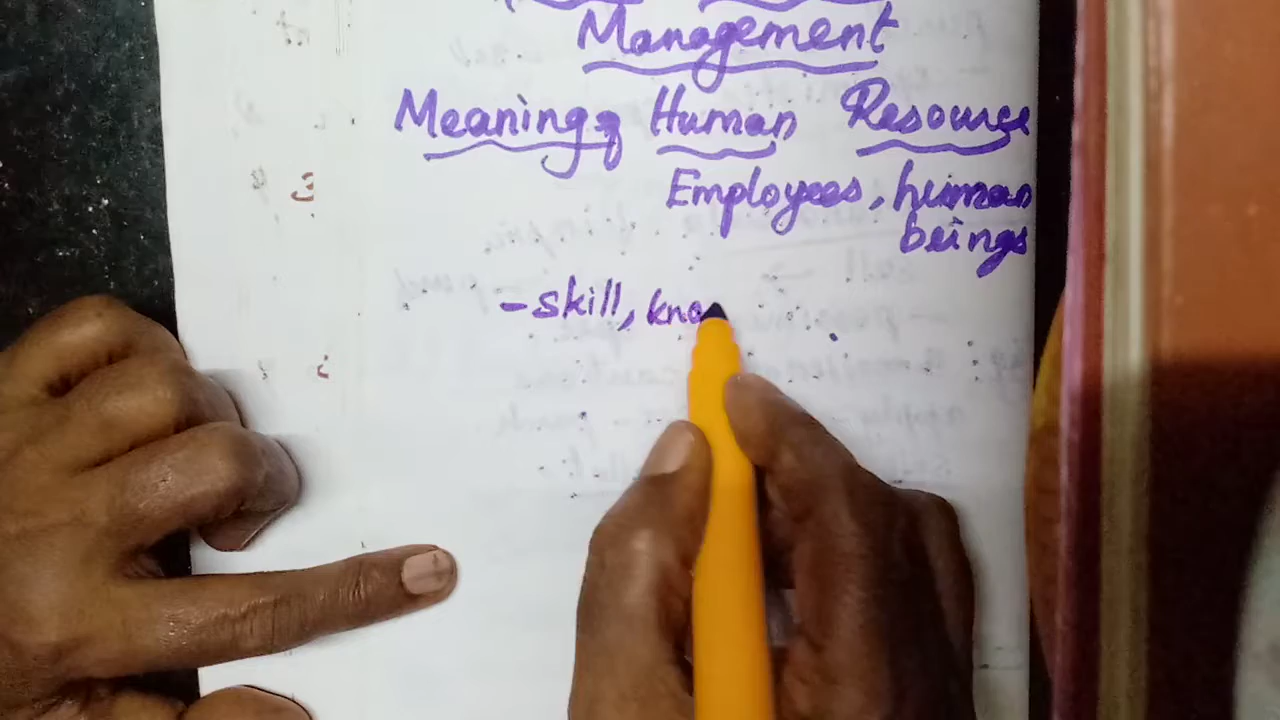 Management
Meaning of Human Resource
Employees, human
beings
- skill, kno